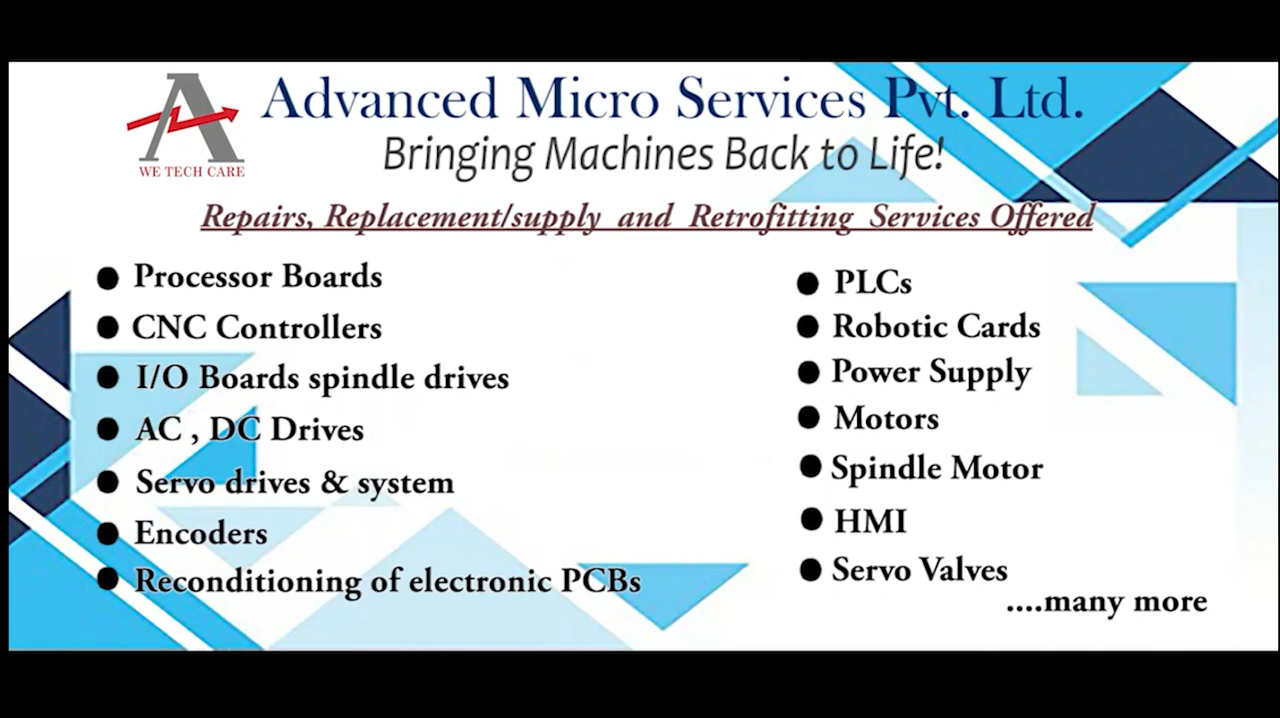 Advanced Micro Services Pvt. Ltd.
WE TECH CARE
Bringing Machines Back to Life!
Repairs, Replacement/supply and Retrofitting Services Offered
● Processor Boards
● CNC Controllers
● I/O Boards spindle drives
● AC , DC Drives
● Servo drives & system
● Encoders
● Reconditioning of electronic PCBs
● PLCs
● Robotic Cards
● Power Supply
● Motors
● Spindle Motor
● HMI
● Servo Valves
....many more